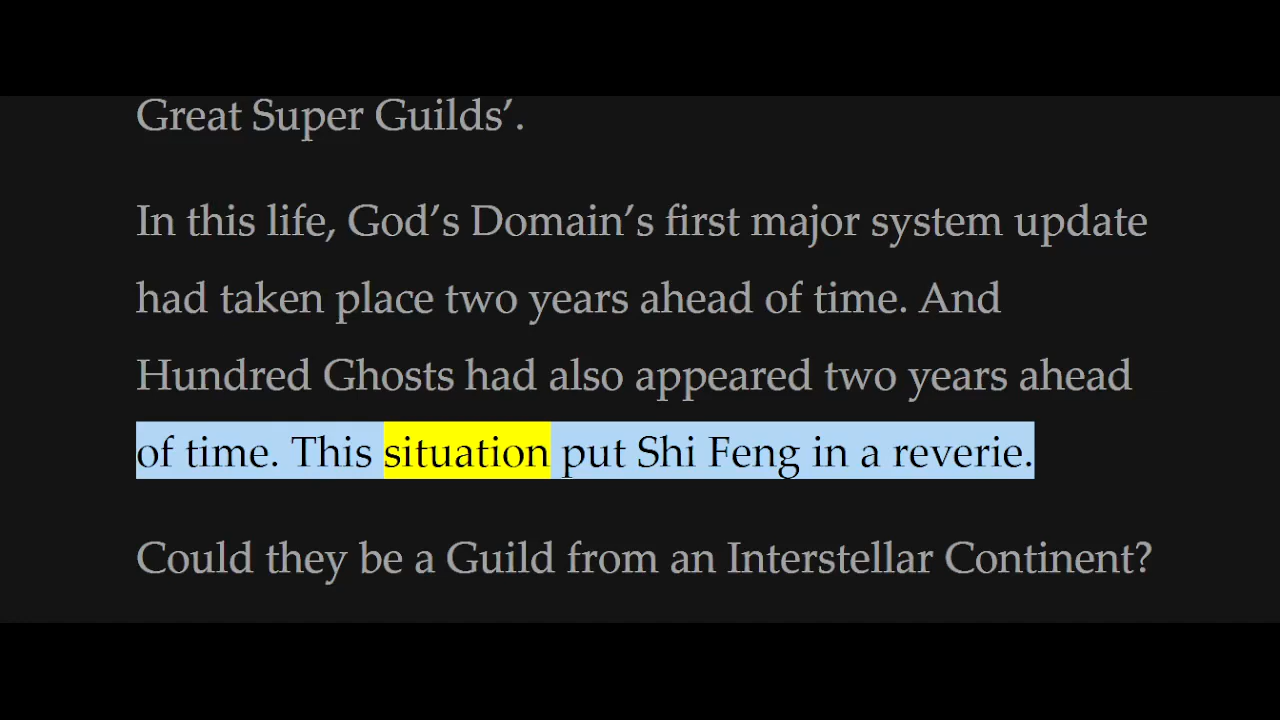 Great Super Guilds’.
In this life, God’s Domain’s first major system update
had taken place two years ahead of time. And
Hundred Ghosts had also appeared two years ahead
of time. This situation put Shi Feng in a reverie.
Could they be a Guild from an Interstellar Continent?